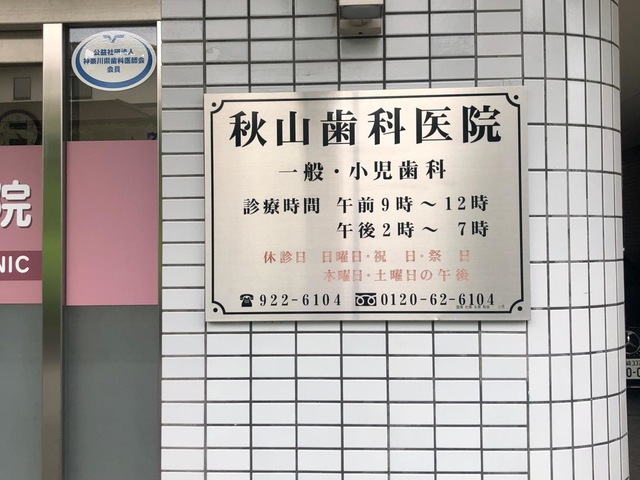 公益社団法人
神奈川県歯科医師会
会員
院
NIC
秋山歯科医院
一般・小児歯科
診療時間 午前9時〜12時
午後2時〜 7時
休診日 日曜日・祝 日・祭 日
木曜日・土曜日の午後
☎922-6104 0120-62-6104